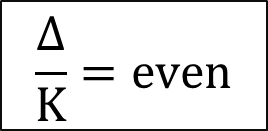 Δ/K = even